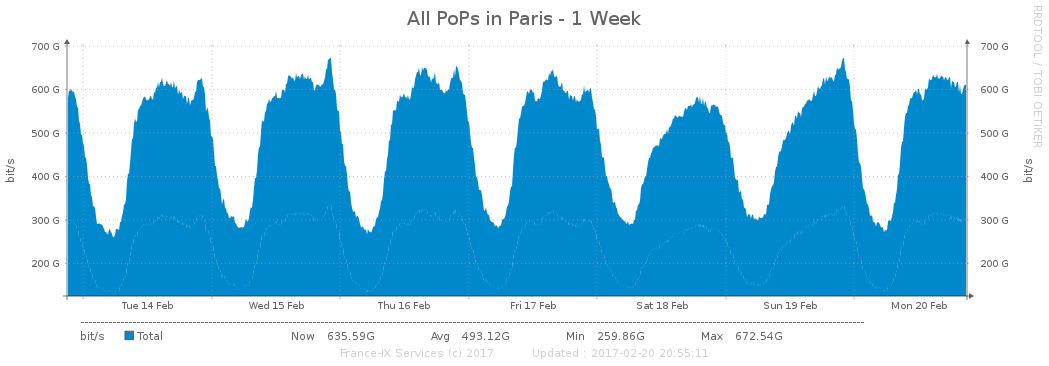 All PoPs in Paris - 1 Week
RRDTOOL / TOBI OETIKER
700 G 700 G
600 G 600 G
500 G 500 G
400 G 400 G
300 G 300 G
200 G 200 G
bit/s bit/s
Tue 14 Feb Wed 15 Feb Thu 16 Feb Fri 17 Feb Sat 18 Feb Sun 19 Feb Mon 20 Feb
bit/s Total Now 635.59G Avg 493.12G Min 259.86G Max 672.54G
France-IX Services (c) 2017 Updated : 2017-02-20 20:55:11